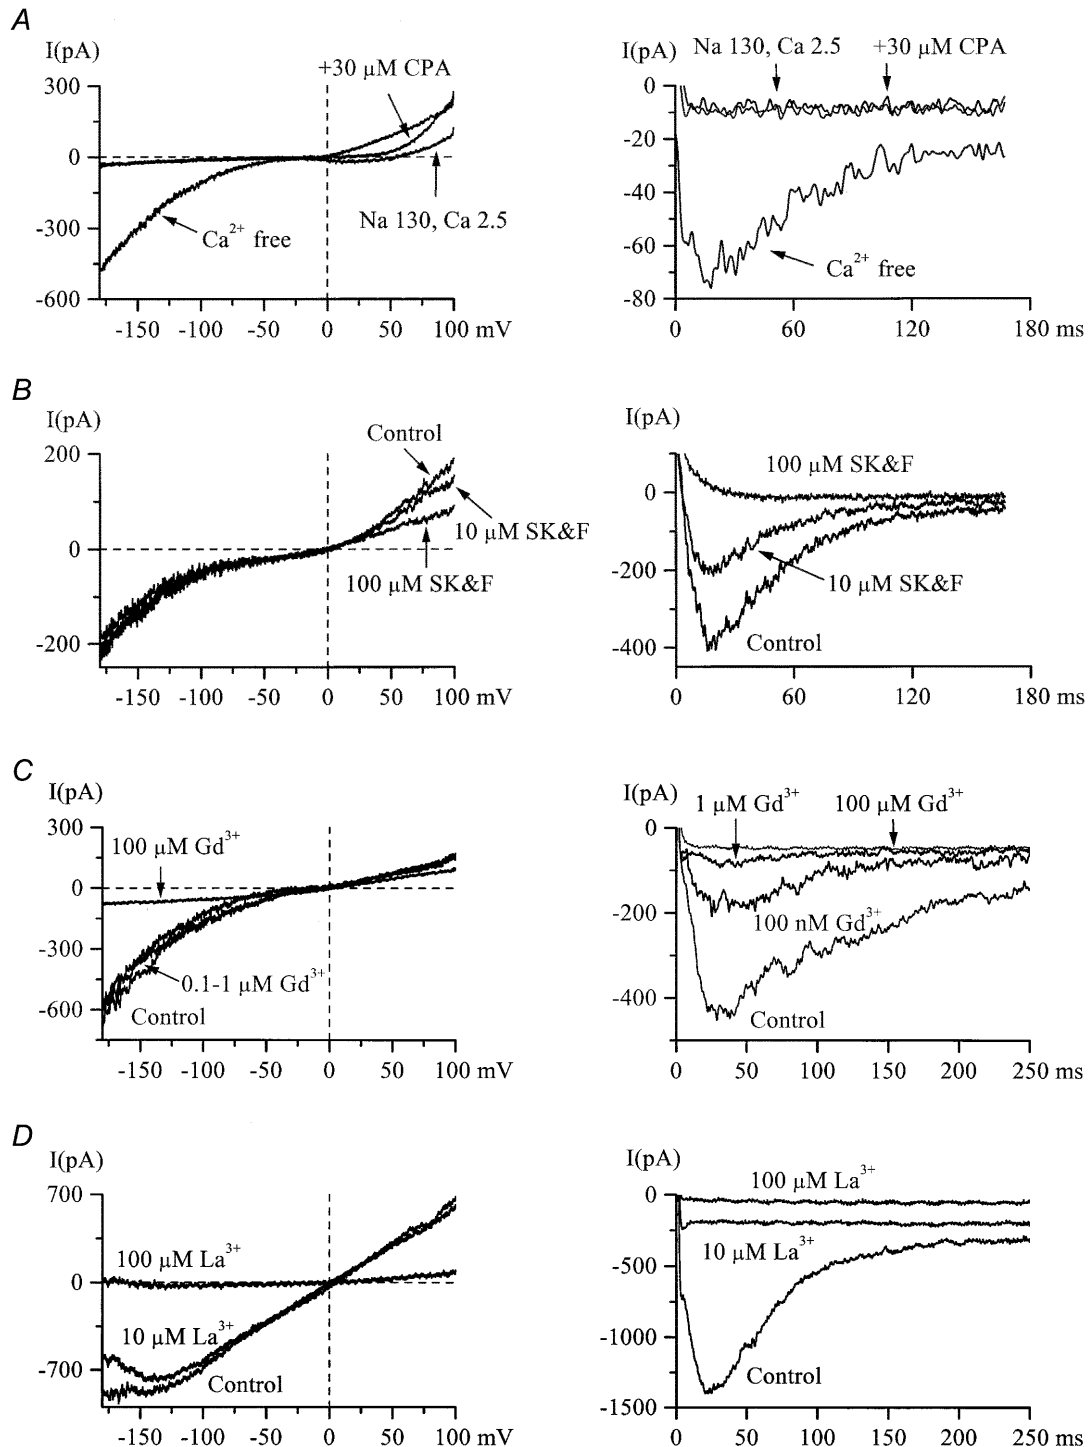 A
I(pA)
300
0
-300
-600
+30 µM CPA
Ca²⁺ free
Na 130, Ca 2.5
-150 -100 -50 0 50 100 mV
I(pA)
0
-20
-40
-60
-80
Na 130, Ca 2.5 +30 µM CPA
Ca²⁺ free
0 60 120 180 ms
B
I(pA)
200
0
-200
Control
10 µM SK&F
100 µM SK&F
-150 -100 -50 0 50 100 mV
I(pA)
0
-200
-400
100 µM SK&F
10 µM SK&F
Control
0 60 120 180 ms
C
I(pA)
300
0
-300
-600
100 µM Gd³⁺
0.1-1 µM Gd³⁺
Control
-150 -100 -50 0 50 100 mV
I(pA)
0
-200
-400
1 µM Gd³⁺ 100 µM Gd³⁺
100 nM Gd³⁺
Control
0 50 100 150 200 250 ms
D
I(pA)
700
0
-700
100 µM La³⁺
10 µM La³⁺
Control
-150 -100 -50 0 50 100 mV
I(pA)
0
-500
-1000
-1500
100 µM La³⁺
10 µM La³⁺
Control
0 50 100 150 200 250 ms